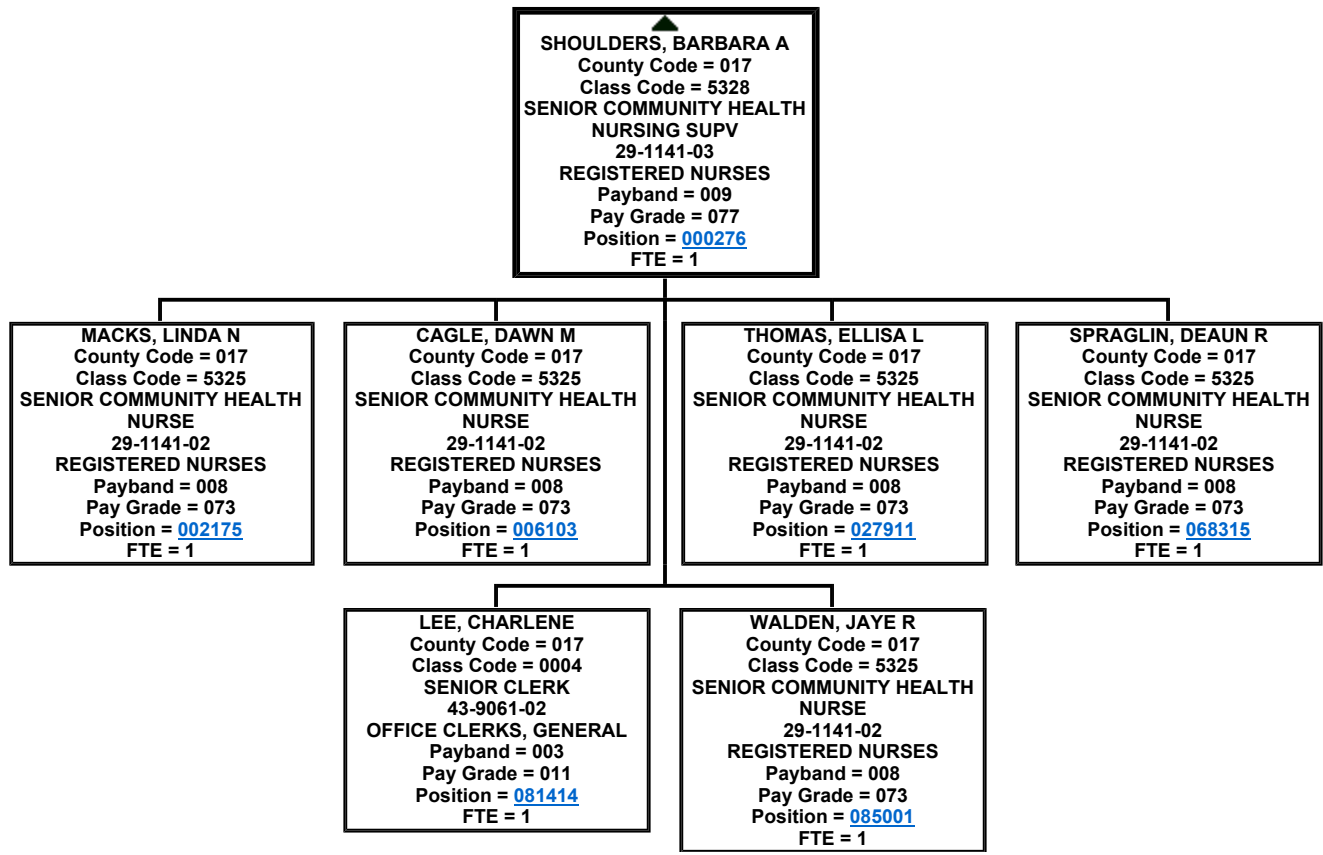 SHOULDERS, BARBARA A
County Code = 017
Class Code = 5328
SENIOR COMMUNITY HEALTH
NURSING SUPV
29-1141-03
REGISTERED NURSES
Payband = 009
Pay Grade = 077
Position = 000276
FTE = 1
MACKS, LINDA N
County Code = 017
Class Code = 5325
SENIOR COMMUNITY HEALTH
NURSE
29-1141-02
REGISTERED NURSES
Payband = 008
Pay Grade = 073
Position = 002175
FTE = 1
CAGLE, DAWN M
County Code = 017
Class Code = 5325
SENIOR COMMUNITY HEALTH
NURSE
29-1141-02
REGISTERED NURSES
Payband = 008
Pay Grade = 073
Position = 006103
FTE = 1
THOMAS, ELLISA L
County Code = 017
Class Code = 5325
SENIOR COMMUNITY HEALTH
NURSE
29-1141-02
REGISTERED NURSES
Payband = 008
Pay Grade = 073
Position = 027911
FTE = 1
SPRAGLIN, DEAUN R
County Code = 017
Class Code = 5325
SENIOR COMMUNITY HEALTH
NURSE
29-1141-02
REGISTERED NURSES
Payband = 008
Pay Grade = 073
Position = 068315
FTE = 1
LEE, CHARLENE
County Code = 017
Class Code = 0004
SENIOR CLERK
43-9061-02
OFFICE CLERKS, GENERAL
Payband = 003
Pay Grade = 011
Position = 081414
FTE = 1
WALDEN, JAYE R
County Code = 017
Class Code = 5325
SENIOR COMMUNITY HEALTH
NURSE
29-1141-02
REGISTERED NURSES
Payband = 008
Pay Grade = 073
Position = 085001
FTE = 1